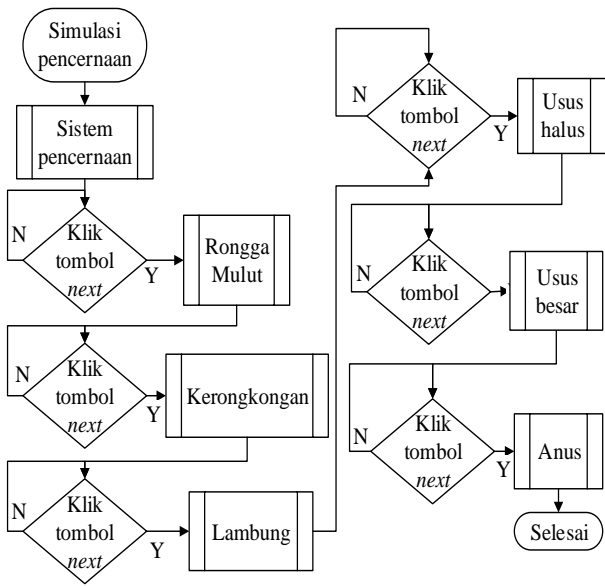 Simulasi
pencernaan
Sistem
pencernaan
N
Klik
tombol
next
Y
Rongga
Mulut
N
Klik
tombol
next
Y
Kerongkongan
N
Klik
tombol
next
Y
Lambung
N
Klik
tombol
next
Y
Usus
halus
N
Klik
tombol
next
Usus
besar
N
Klik
tombol
next
Y
Anus
Selesai